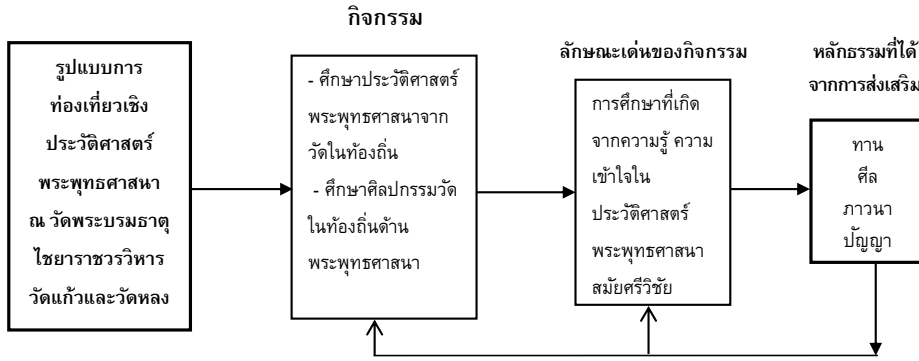 รูปแบบการ
ท่องเที่ยวเชิง
ประวัติศาสตร์
พระพุทธศาสนา
ณ วัดพระบรมธาตุ
ไชยาราชวรวิหาร
วัดแก้วและวัดหลง
กิจกรรม
- ศึกษาประวัติศาสตร์
พระพุทธศาสนาจาก
วัดในท้องถิ่น
- ศึกษาศิลปกรรมวัด
ในท้องถิ่นด้าน
พระพุทธศาสนา
ลักษณะเด่นของกิจกรรม
การศึกษาที่เกิด
จากความรู้ ความ
เข้าใจใน
ประวัติศาสตร์
พระพุทธศาสนา
สมัยศรีวิชัย
หลักธรรมที่ได้
จากการส่งเสริม
ทาน
ศีล
ภาวนา
ปัญญา